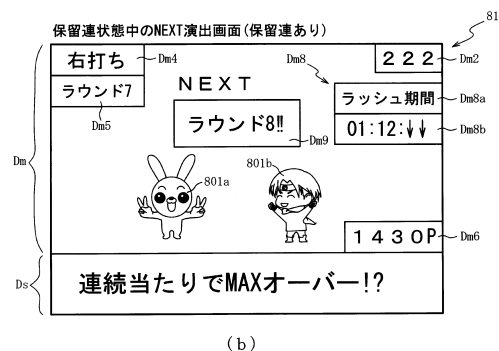 保留連状態中のNEXT演出画面(保留連あり)
81
右打ち
Dm4
222
Dm2
ラウンド7
Dm5
NEXT
Dm8
ラッシュ期間
Dm8a
01:12:↓↓
Dm8b
ラウンド8!!
Dm9
Dm
801a
801b
1430P
Dm6
Ds
連続当たりでMAXオーバー!?
(b)